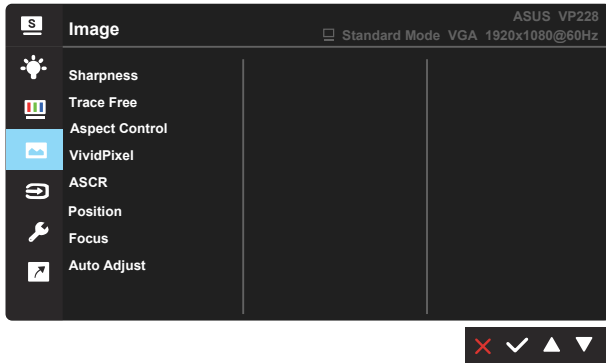 S
Image
ASUS VP228
Standard Mode VGA 1920x1080@60Hz
Sharpness
Trace Free
Aspect Control
VividPixel
ASCR
Position
Focus
Auto Adjust